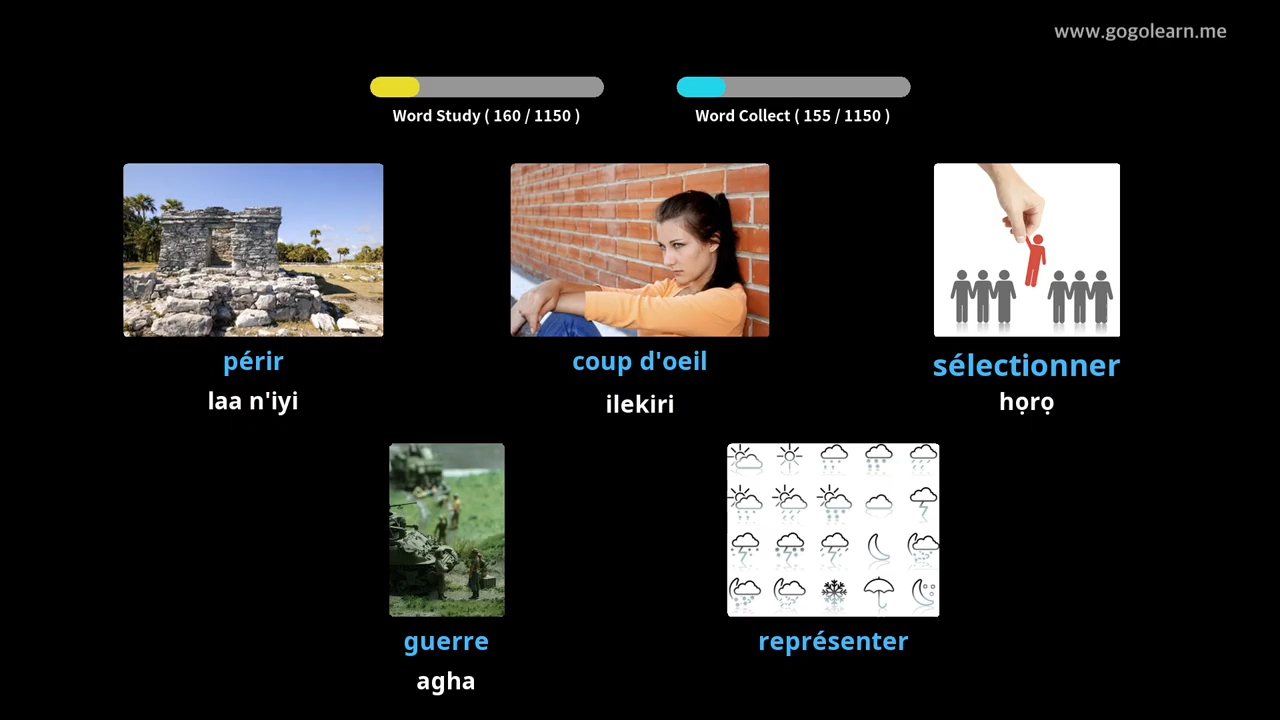 www.gogolearn.me
Word Study ( 160 / 1150 )
Word Collect ( 155 / 1150 )
périr
laa n'iyi
coup d'oeil
ilekiri
sélectionner
họrọ
guerre
agha
représenter